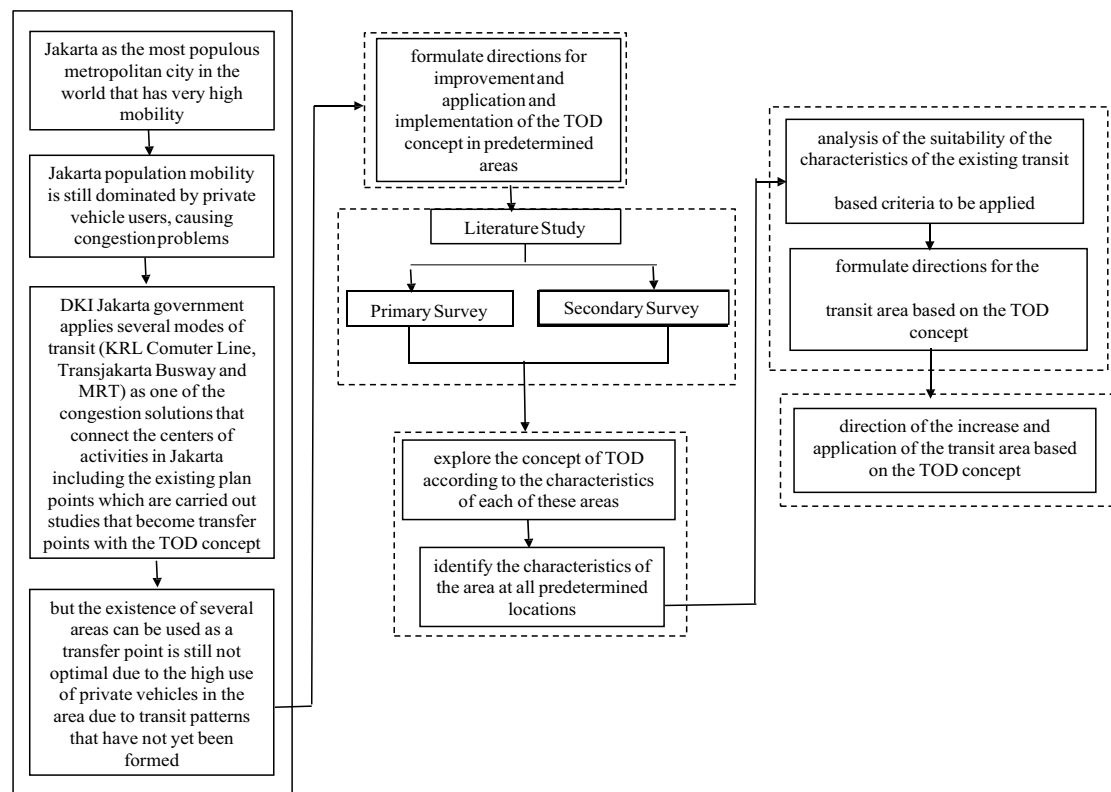 Jakarta as the most populous
metropolitan city in the
world that has very high
mobility
Jakarta population mobility
is still dominated by private
vehicle users, causing
congestion problems
DKI Jakarta government
applies several modes of
transit (KRL Comuter Line,
Transjakarta Busway and
MRT) as one of the
congestion solutions that
connect the centers of
activities in Jakarta
including the existing plan
points which are carried out
studies that become transfer
points with the TOD concept
but the existence of several
areas can be used as a
transfer point is still not
optimal due to the high use
of private vehicles in the
area due to transit patterns
that have not yet been
formed
formulate directions for
improvement and
application and
implementation of the TOD
concept in predetermined
areas
Literature Study
Primary Survey
Secondary Survey
explore the concept of TOD
according to the characteristics
of each of these areas
identify the characteristics of
the area at all predetermined
locations
analysis of the suitability of the
characteristics of the existing transit
based criteria to be applied
formulate directions for the
transit area based on the TOD
concept
direction of the increase and
application of the transit area based
on the TOD concept